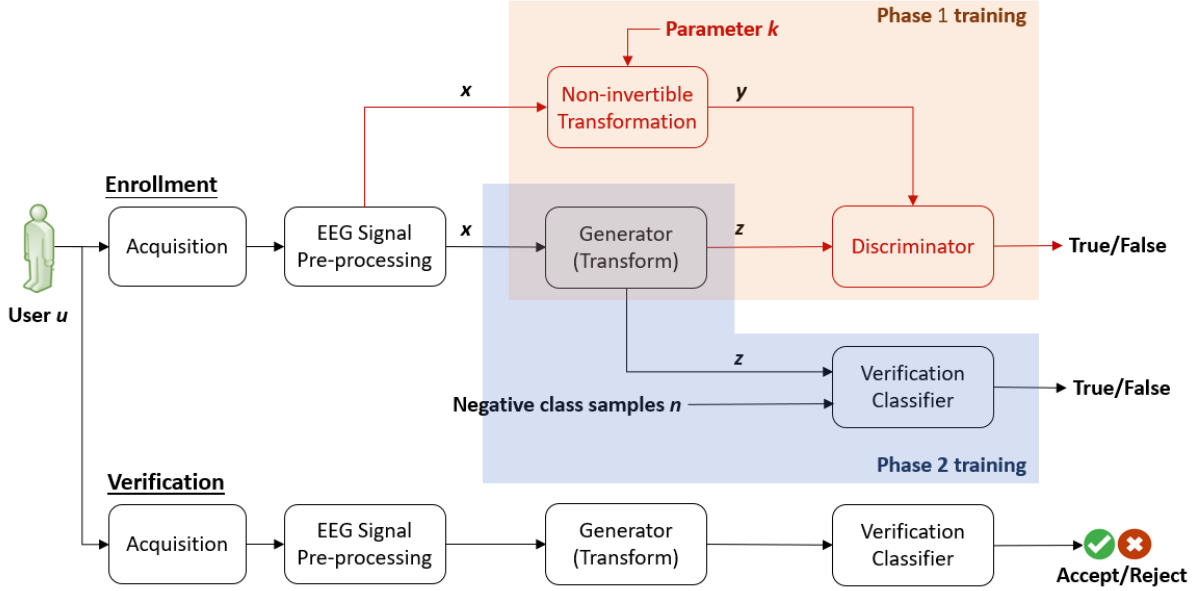 Phase 1 training
Parameter k
x
Non-invertible
Transformation
y
Enrollment
Acquisition
EEG Signal
Pre-processing
x
Generator
(Transform)
z
Discriminator
True/False
User u
z
Verification
Classifier
True/False
Negative class samples n
Phase 2 training
Verification
Acquisition
EEG Signal
Pre-processing
Generator
(Transform)
Verification
Classifier
Accept/Reject